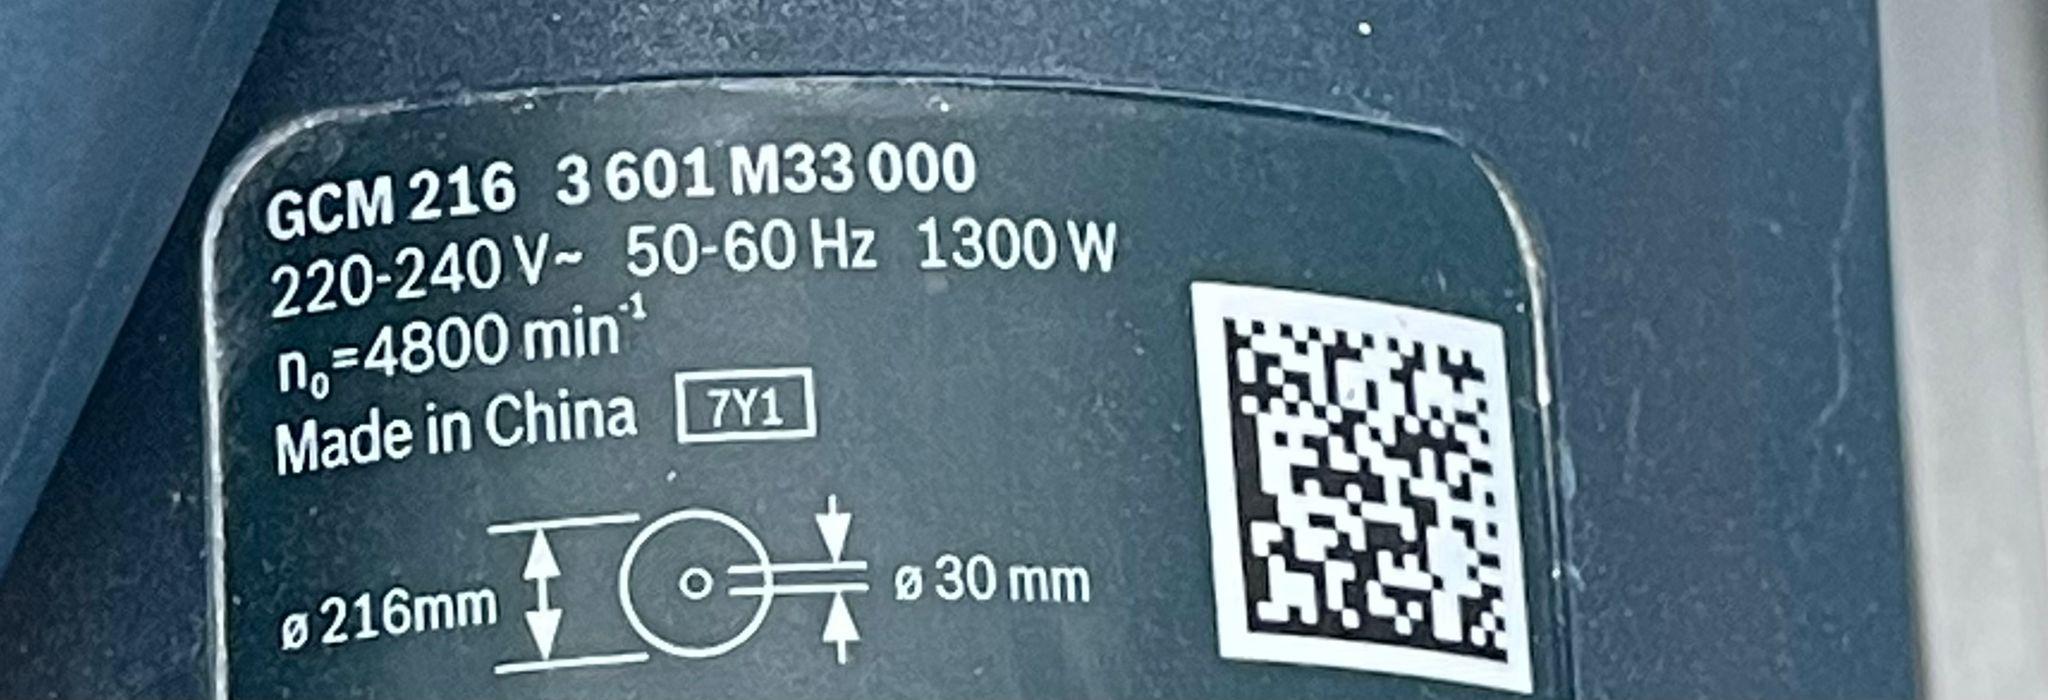 GCM 216 3 601 M33 000
220-240 V~ 50-60 Hz 1300 W
n₀=4800 min⁻¹
Made in China 7Y1
ø 216mm ø 30 mm